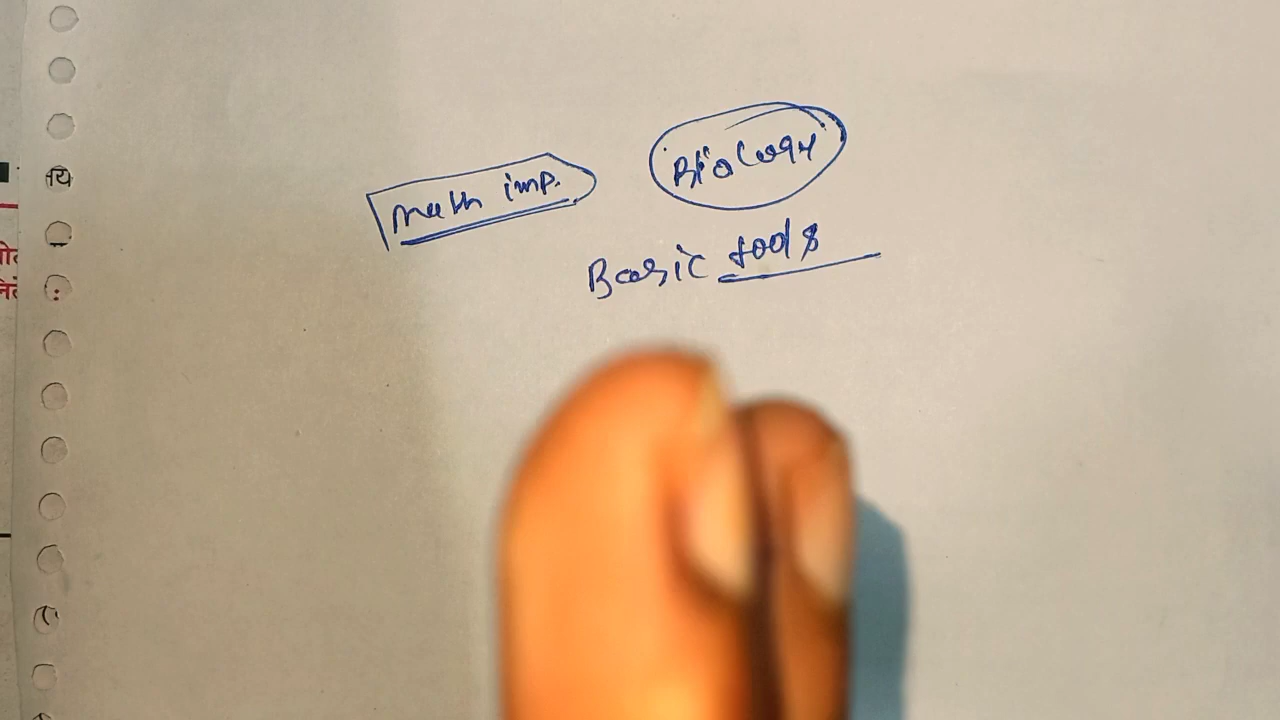 Math imp.
Biology
Basic tools
यि